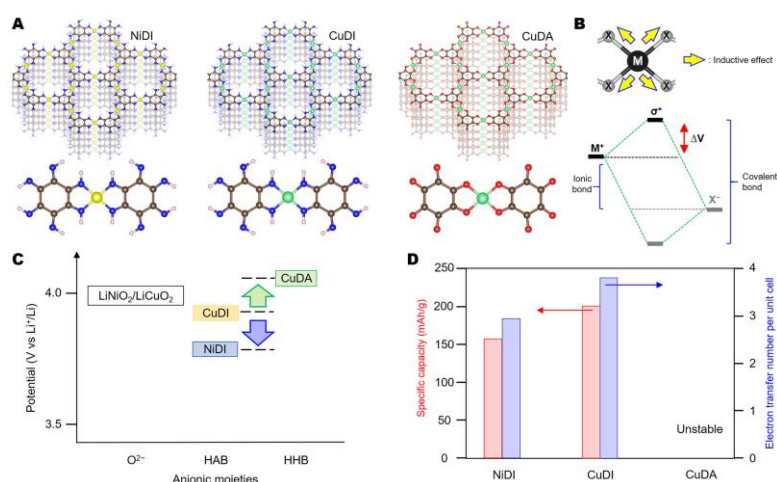 A
NiDI
CuDI
CuDA
B
X
X
M
X
X
: Inductive effect
σ*
ΔV
M⁺
Ionic bond
X⁻
Covalent bond
C
Potential (V vs Li⁺/Li)
4.0
3.5
LiNiO₂/LiCuO₂
CuDI
NiDI
CuDA
O²⁻
HAB
HHB
Anionic moieties
D
Specific capacity (mAh/g)
250
200
150
100
50
0
Electron transfer number per unit cell
4
3
2
1
0
Unstable
NiDI
CuDI
CuDA